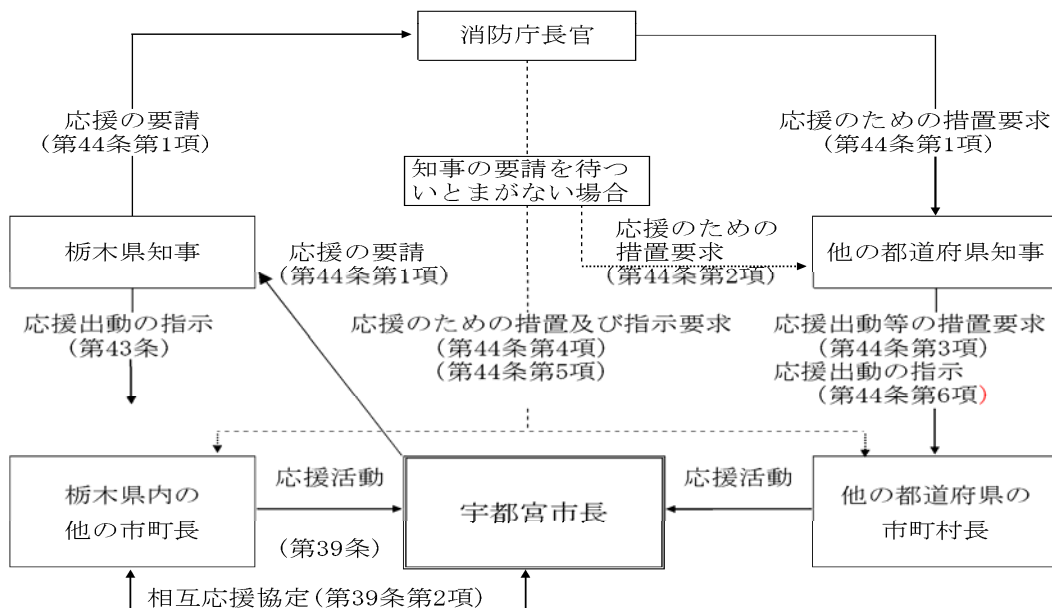 消防庁長官
応援の要請
(第44条第1項)
応援のための措置要求
(第44条第1項)
知事の要請を待つ
いとまがない場合
栃木県知事
応援の要請
(第44条第1項)
応援のための
措置要求
(第44条第2項)
他の都道府県知事
応援出動の指示
(第43条)
応援のための措置及び指示要求
(第44条第4項)
(第44条第5項)
応援出動等の措置要求
(第44条第3項)
応援出動の指示
(第44条第6項)
栃木県内の
他の市町長
応援活動
(第39条)
宇都宮市長
応援活動
他の都道府県の
市町村長
相互応援協定(第39条第2項)